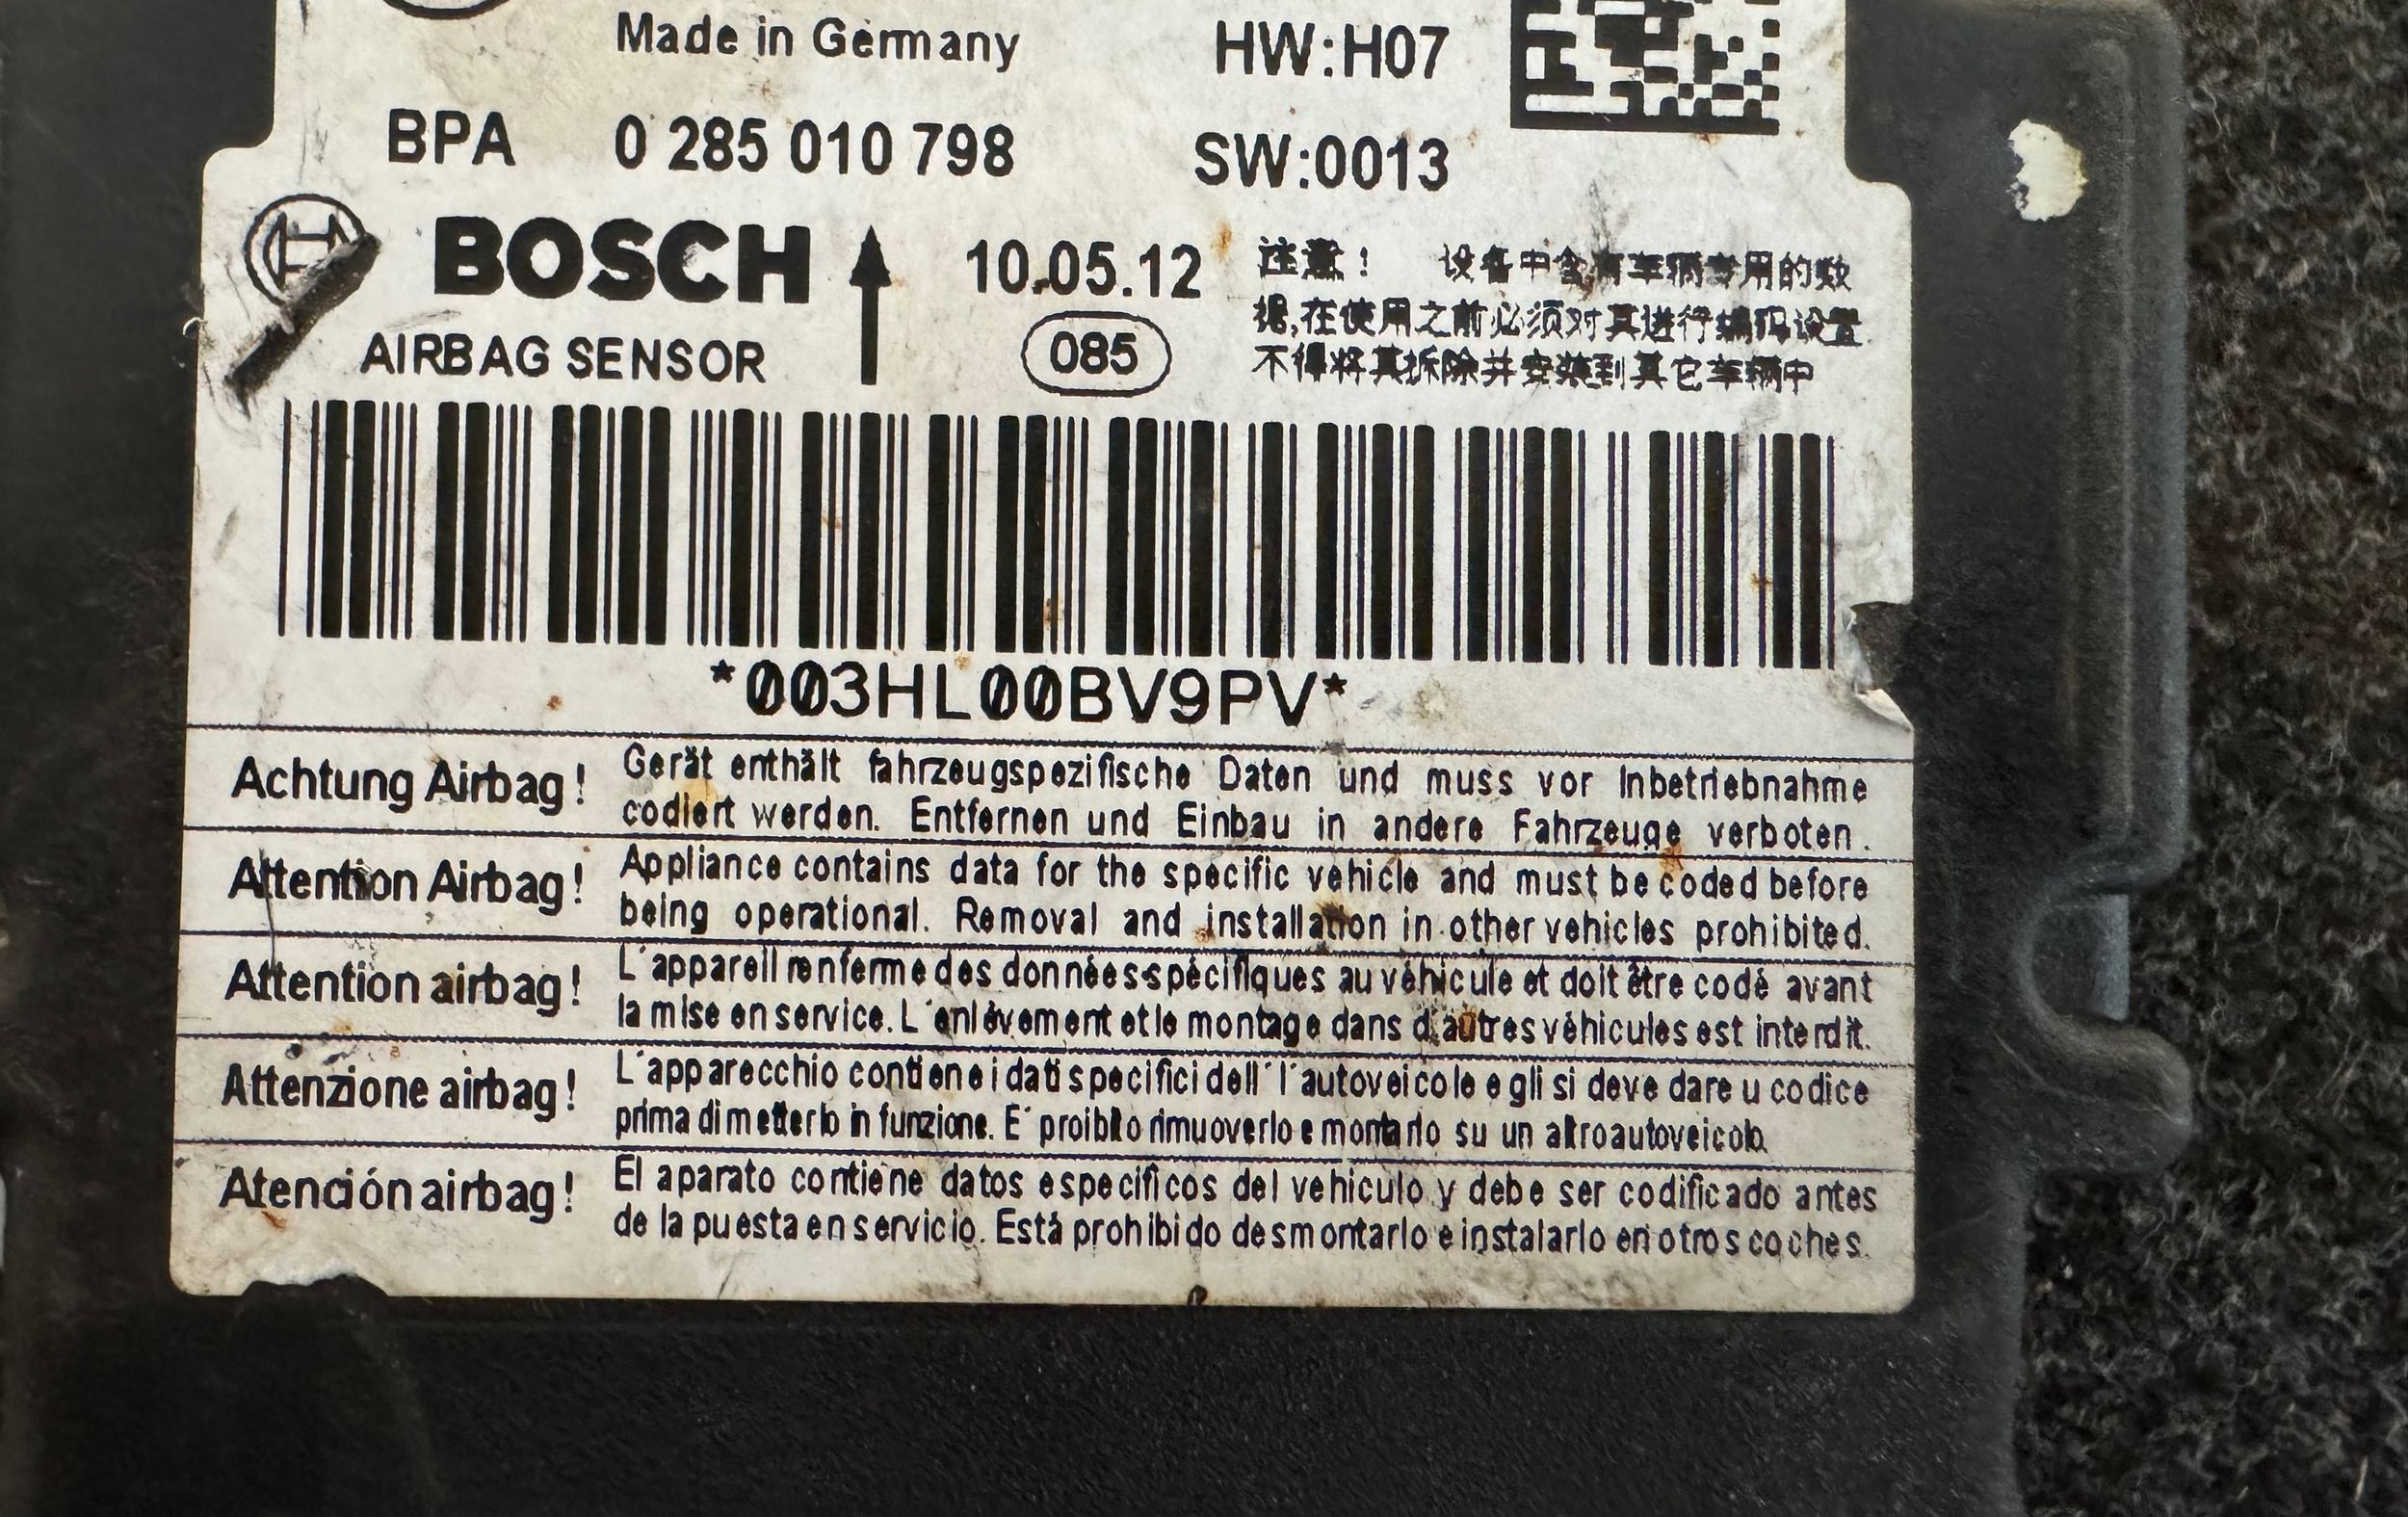 Made in Germany
HW:H07
BPA 0 285 010 798
SW:0013
BOSCH
10.05.12
AIRBAG SENSOR
085
注意! 设备中含有车辆专用的数
据,在使用之前必须对其进行编码设置
不得将其拆除并安装到其它车辆中
*003HL00BV9PV*
Achtung Airbag!
Gerät enthält fahrzeugspezifische Daten und muss vor Inbetriebnahme
codiert werden. Entfernen und Einbau in andere Fahrzeuge verboten.
Attention Airbag!
Appliance contains data for the specific vehicle and must be coded before
being operational. Removal and installation in other vehicles prohibited.
Attention airbag!
L´appareil renferme des données spécifiques au véhicule et doit être codé avant
la mise en service. L´enlèvement et le montage dans d´autres véhicules est interdit.
Attenzione airbag!
L´apparecchio contiene i dati specifici dell´l´autoveicolo e gli si deve dare u codice
prima di metterlo in funzione. E´ proibito rimuoverlo e montarlo su un altro autoveicolo.
Atención airbag!
El aparato contiene datos especificos del vehiculo y debe ser codificado antes
de la puesta en servicio. Está prohibido desmontarlo e instalarlo en otros coches.